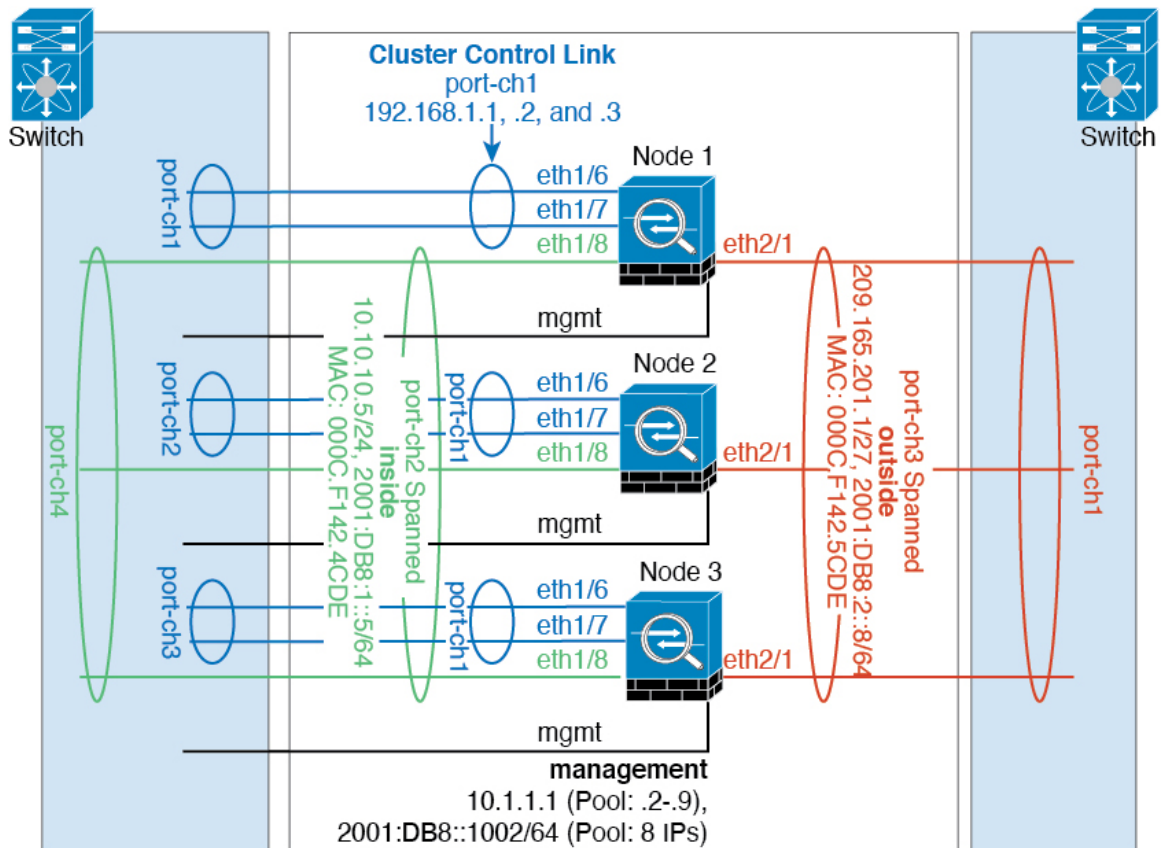 Switch
Switch
Cluster Control Link
port-ch1
192.168.1.1, .2, and .3
port-ch1
Node 1
eth1/6
eth1/7
eth1/8
eth2/1
mgmt
port-ch2
port-ch1
Node 2
eth1/6
eth1/7
eth1/8
eth2/1
mgmt
port-ch3
port-ch1
Node 3
eth1/6
eth1/7
eth1/8
eth2/1
mgmt
port-ch4
port-ch2 Spanned
inside
10.10.10.5/24, 2001:DB8:1::5/64
MAC: 000C.F142.4CDE
port-ch3 Spanned
outside
209.165.201.1/27, 2001:DB8:2::8/64
MAC: 000C.F142.5CDE
port-ch1
management
10.1.1.1 (Pool: .2-.9),
2001:DB8::1002/64 (Pool: 8 IPs)